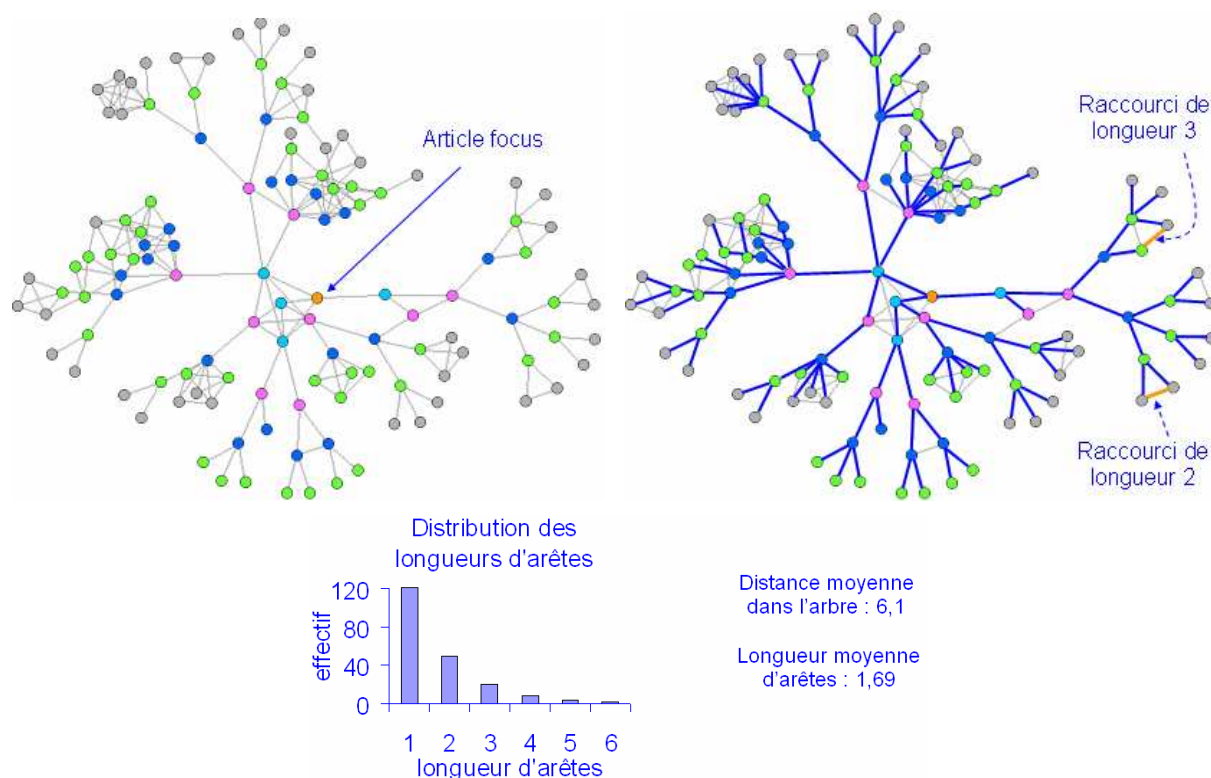 Article focus
Raccourci de
longueur 3
Raccourci de
longueur 2
Distribution des
longueurs d'arêtes
effectif
120
80
40
0
1 2 3 4 5 6
longueur d'arêtes
Distance moyenne
dans l'arbre : 6,1
Longueur moyenne
d'arêtes : 1,69